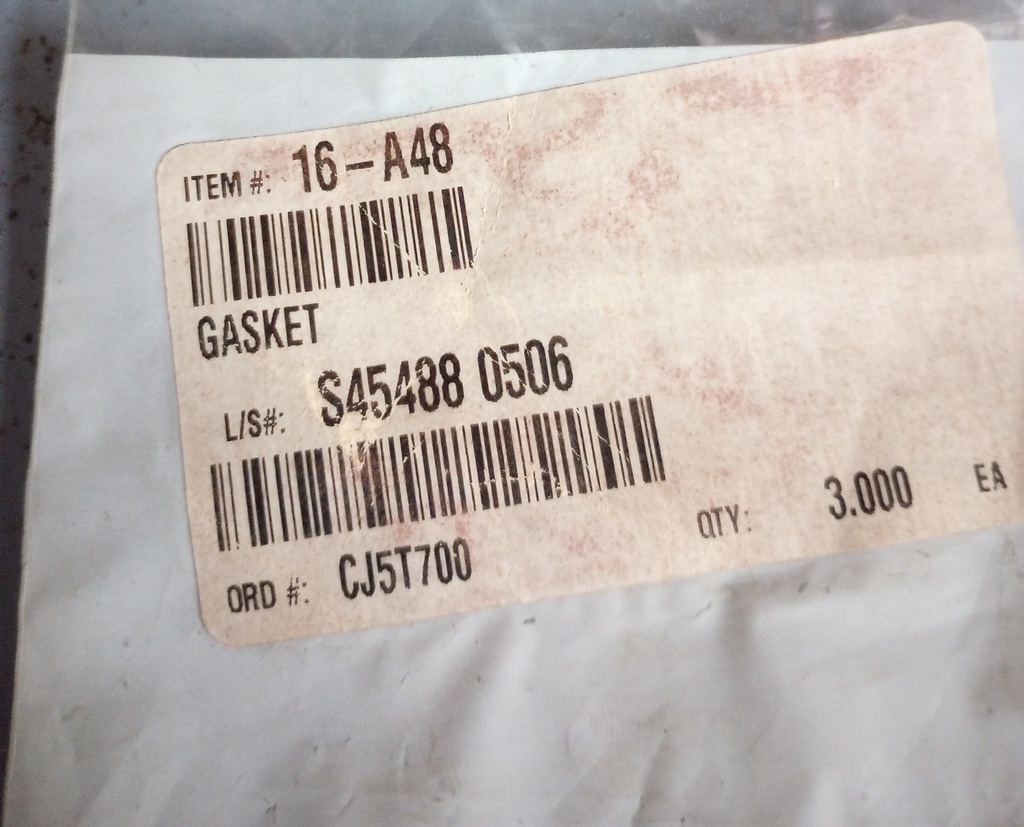 ITEM #: 16-A48
GASKET
L/S#: S45488 0506
QTY: 3.000 EA
ORD #: CJ5T700